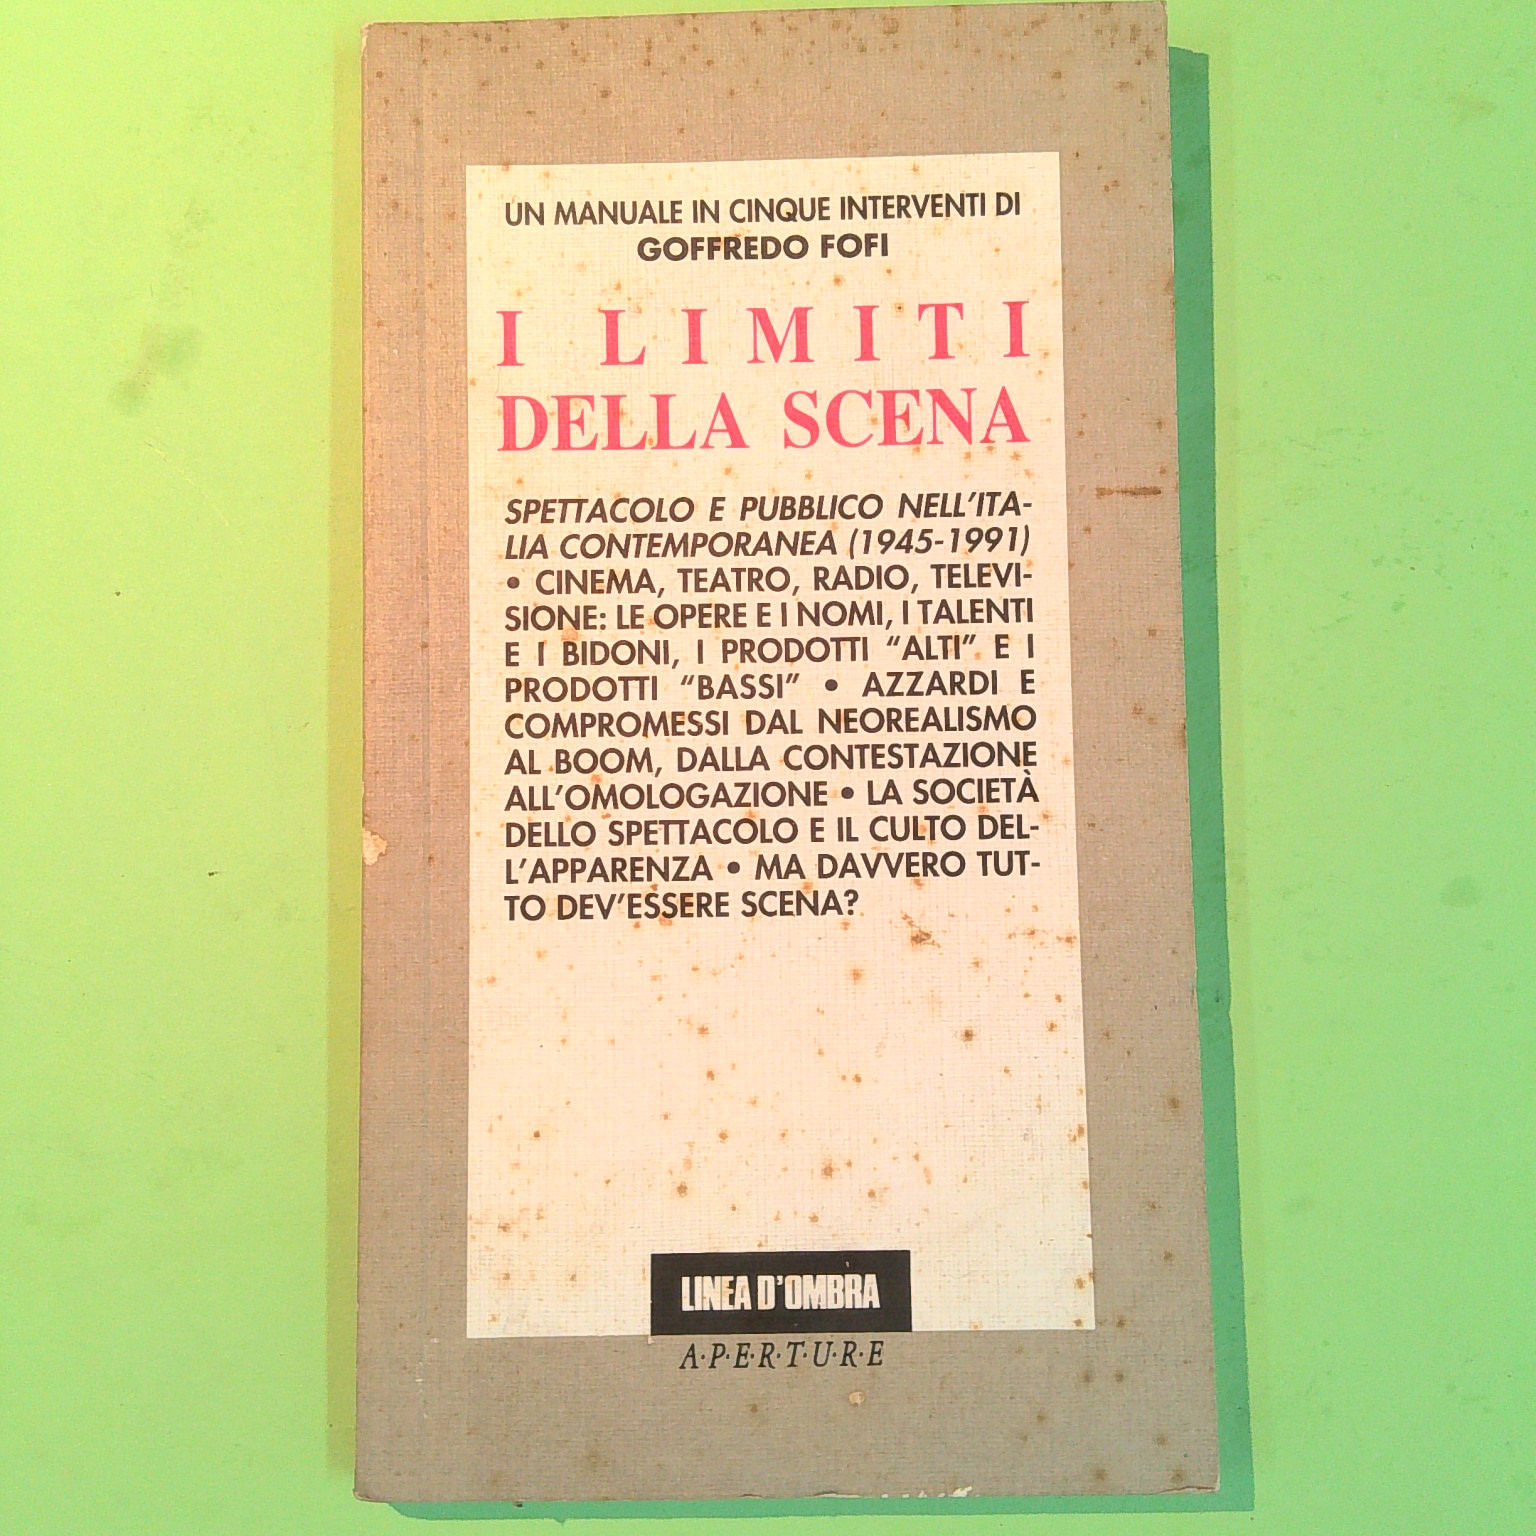 UN MANUALE IN CINQUE INTERVENTI DI
GOFFREDO FOFI
I LIMITI
DELLA SCENA
SPETTACOLO E PUBBLICO NELL'ITA-
LIA CONTEMPORANEA (1945-1991)
• CINEMA, TEATRO, RADIO, TELEVI-
SIONE: LE OPERE E I NOMI, I TALENTI
E I BIDONI, I PRODOTTI “ALTI” E I
PRODOTTI “BASSI” • AZZARDI E
COMPROMESSI DAL NEOREALISMO
AL BOOM, DALLA CONTESTAZIONE
ALL'OMOLOGAZIONE • LA SOCIETÀ
DELLO SPETTACOLO E IL CULTO DEL-
L'APPARENZA • MA DAVVERO TUT-
TO DEV'ESSERE SCENA?
LINEA D'OMBRA
A·P·E·R·T·U·R·E